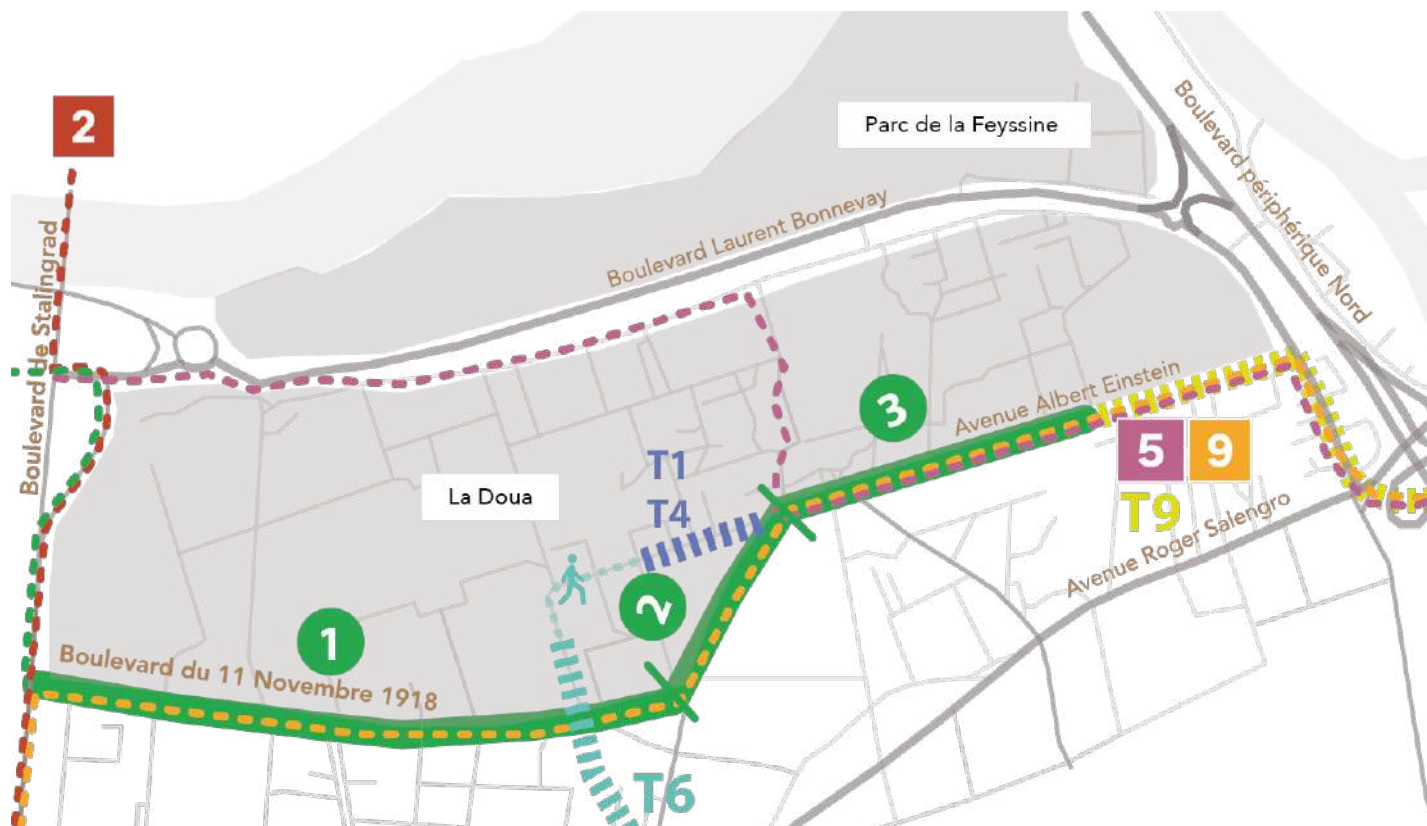 2
Parc de la Feyssine
Boulevard périphérique Nord
Boulevard Laurent Bonnevay
Boulevard de Stalingrad
3
Avenue Albert Einstein
5 9
T9
T1
T4
La Doua
Avenue Roger Salengro
2
1
Boulevard du 11 Novembre 1918
T6